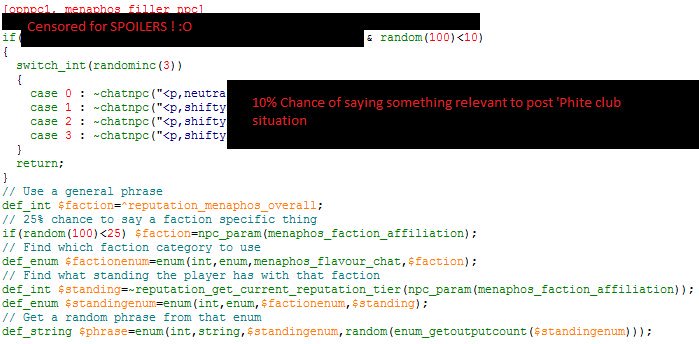 [opnpc1, menaphos_filler_npc]
Censored for SPOILERS ! :O
if( & random(100)<10)
{
switch_int(randominc(3))
{
case 0 : ~chatnpc("<p,neutra
case 1 : ~chatnpc("<p,shifty
case 2 : ~chatnpc("<p,shifty
case 3 : ~chatnpc("<p,shifty
10% Chance of saying something relevant to post 'Phite club
situation
}
return;
}
// Use a general phrase
def_int $faction=^reputation_menaphos_overall;
// 25% chance to say a faction specific thing
if(random(100)<25) $faction=npc_param(menaphos_faction_affiliation);
// Find which faction category to use
def_enum $factionenum=enum(int,enum,menaphos_flavour_chat,$faction);
// Find what standing the player has with that faction
def_int $standing=~reputation_get_current_reputation_tier(npc_param(menaphos_faction_affiliation));
def_enum $standingenum=enum(int,enum,$factionenum,$standing);
// Get a random phrase from that enum
def_string $phrase=enum(int,string,$standingenum,random(enum_getoutputcount($standingenum)));